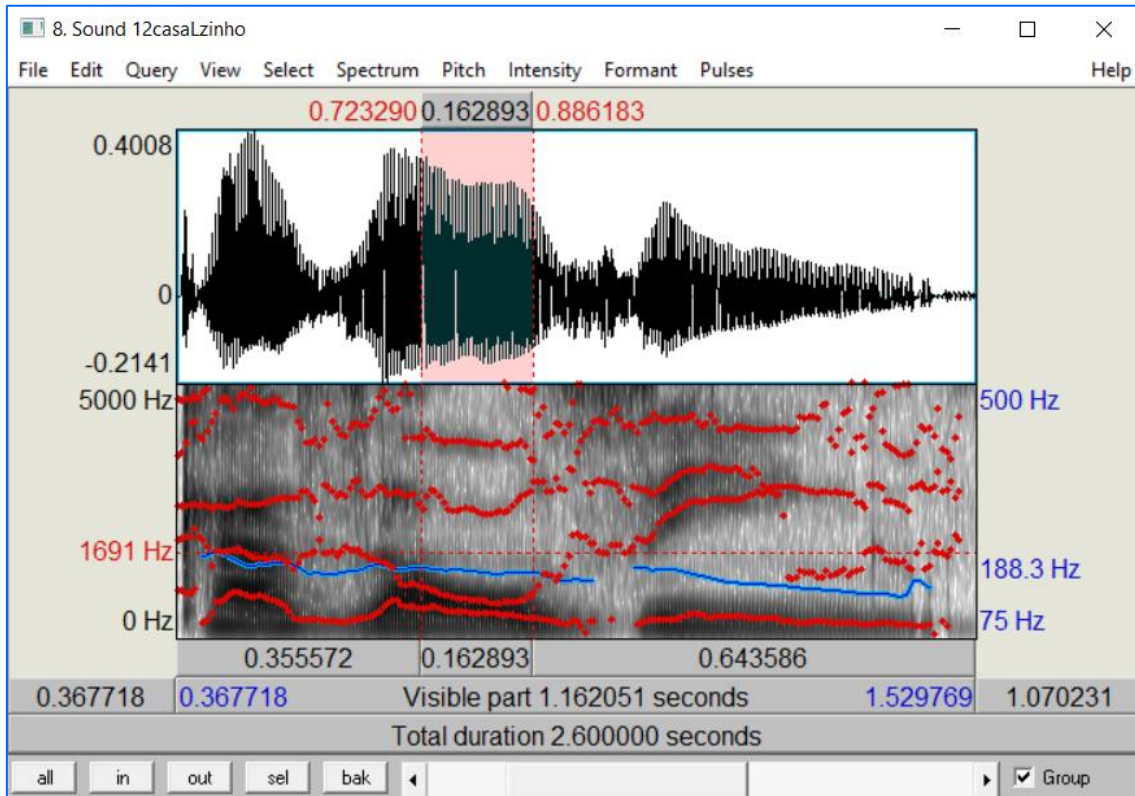 8. Sound 12casaLzinho
File Edit Query View Select Spectrum Pitch Intensity Formant Pulses Help
0.723290 0.162893 0.886183
0.4008
0
-0.2141
5000 Hz 500 Hz
1691 Hz
188.3 Hz
0 Hz 75 Hz
0.355572 0.162893 0.643586
0.367718 0.367718 Visible part 1.162051 seconds 1.529769 1.070231
Total duration 2.600000 seconds
all in out sel bak Group